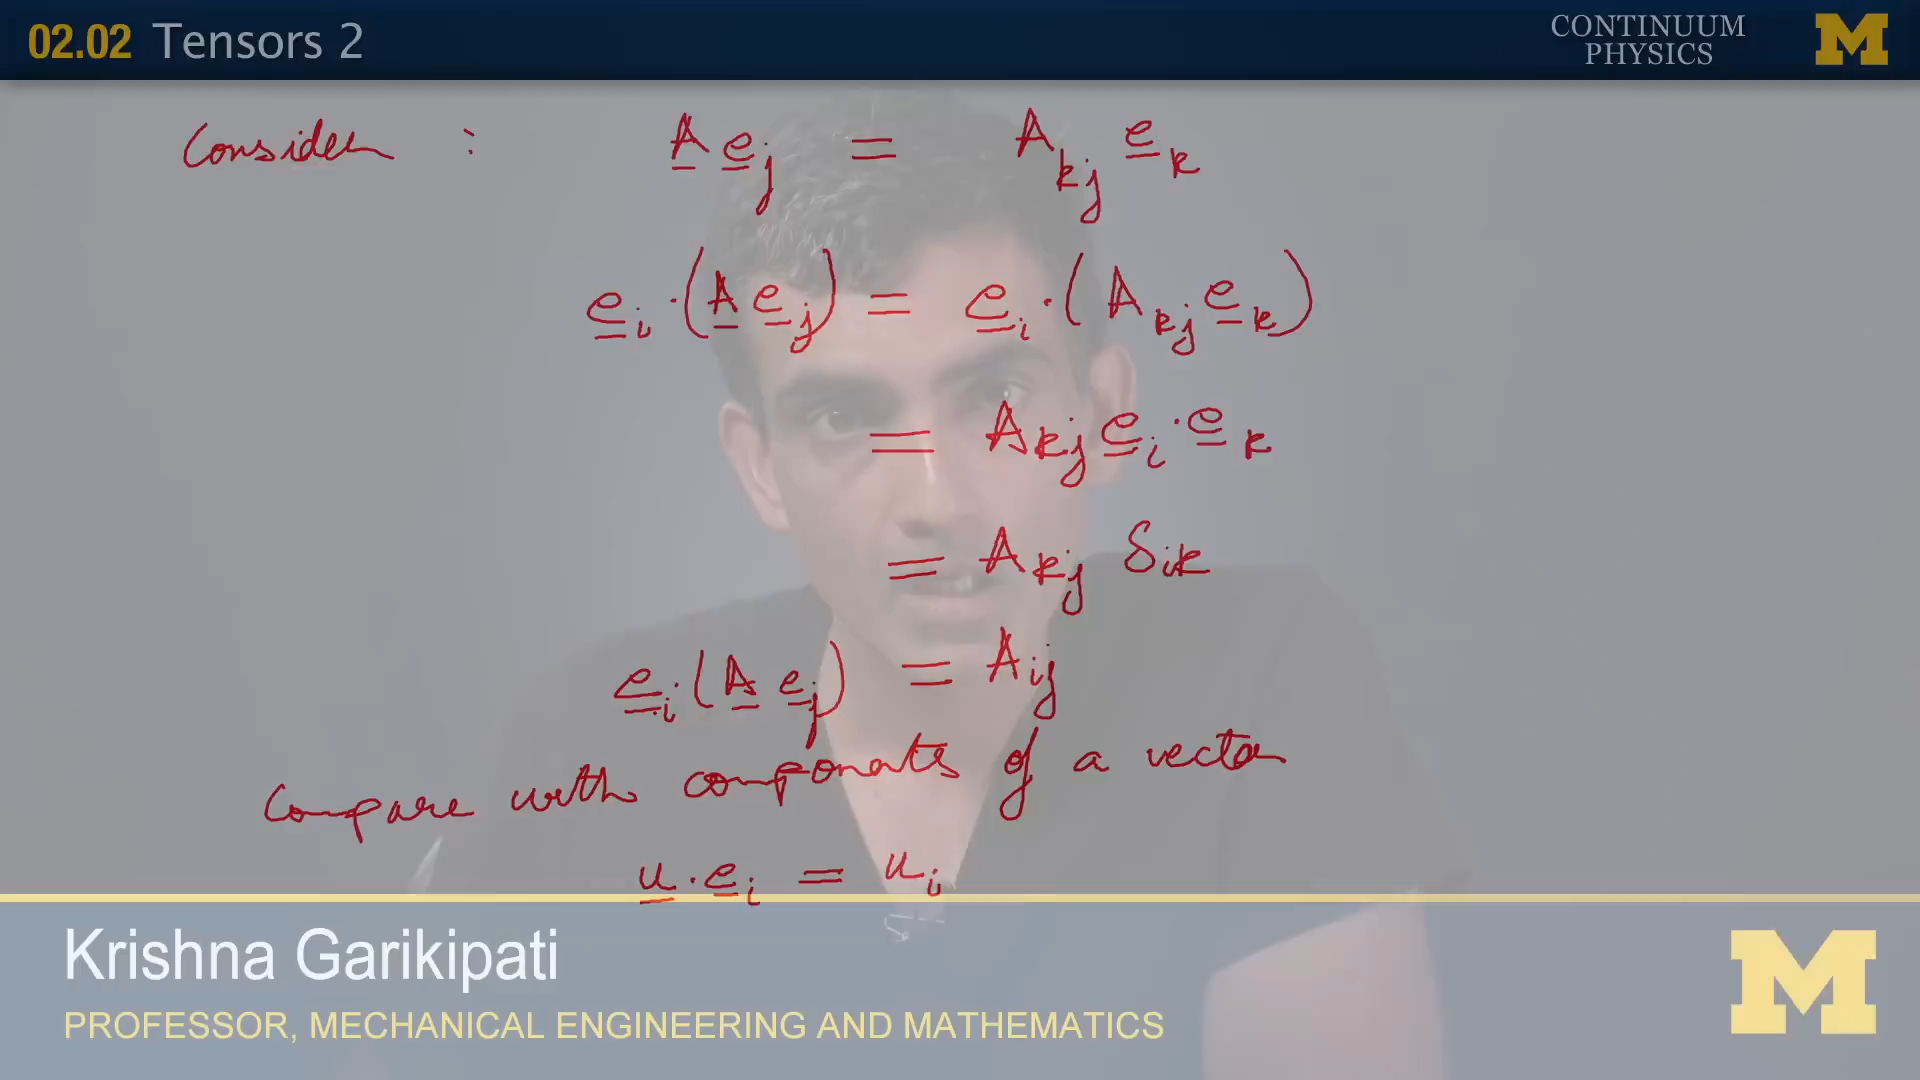 02.02 Tensors 2
CONTINUUM
PHYSICS
M
Consider : A e_j = A_kj e_k
e_i · (A e_j) = e_i · (A_kj e_k)
= A_kj e_i · e_k
= A_kj δ_ik
e_i (A e_j) = A_ij
Compare with components of a vector
u · e_i = u_i
Krishna Garikipati
PROFESSOR, MECHANICAL ENGINEERING AND MATHEMATICS
M